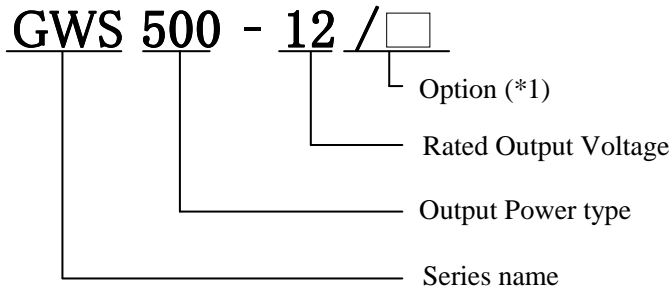 GWS 500 - 12 / □
Option (*1)
Rated Output Voltage
Output Power type
Series name